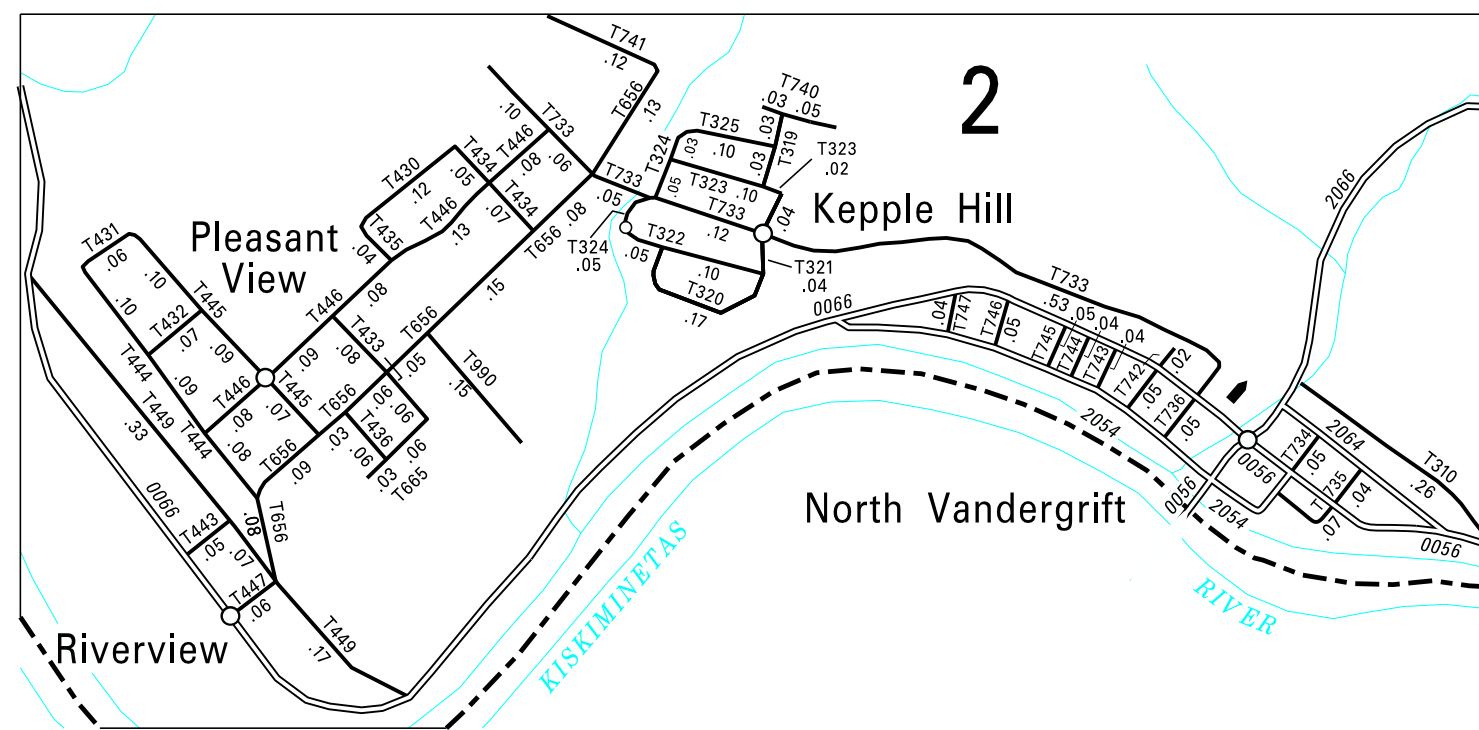 2
T741
.12
T656
.13
T733
.10
.06
T446
.08
T434
.05
T434
.07
T430
.12
T446
.13
T435
.04
T656
.08
T733
.05
T324
.03
.05
T325
.10
T740
.03 .05
.03
.03
T319
T323
.02
T323 .10
T733
.12
.04
Kepple Hill
T324
.05
T322
.05
.10
T320
.17
T321
.04
Pleasant
View
T431
.06
.10
.10
T445
T432
.07
.09
T444
.09
T446
.08
T446
.08
T433
.08
.09
T445
.07
T656
.15
T656
.05
T990
.15
T656
.06
.06
T436
.03
.06
.06
.03
T665
T656
.09
T444
.08
T449
.33
T656
.08
0066
T443
.05
.07
T447
.06
T449
.17
Riverview
0066
T733
.53
.04
T747
T746
.05
T745
.05
T744
.04
T743
.04
T742
.02
.05
T736
.05
2054
2066
2064
T310
.26
0056
T734
.05
T735
.04
.07
0056
2054
0056
North Vandergrift
KISKIMINETAS
RIVER